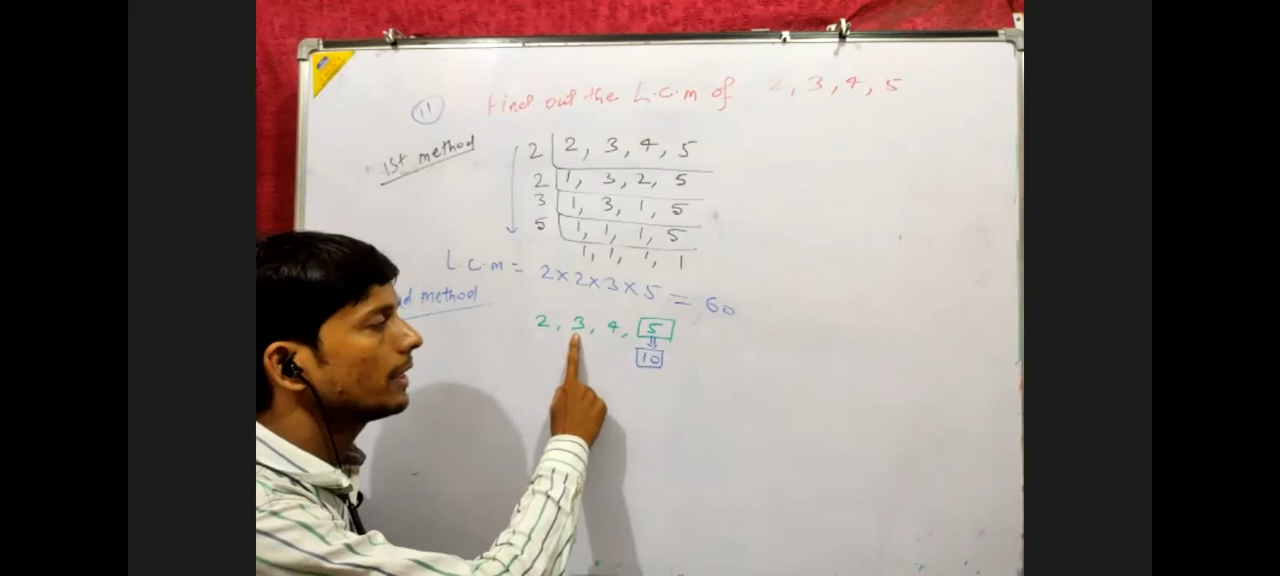 11 Find out the L.C.M of 2, 3, 4, 5
1st method
2 | 2, 3, 4, 5
2 | 1, 3, 2, 5
3 | 1, 3, 1, 5
5 | 1, 1, 1, 5
1, 1, 1, 1
L.C.M = 2×2×3×5 = 60
method
2, 3, 4, 5
⇓
10